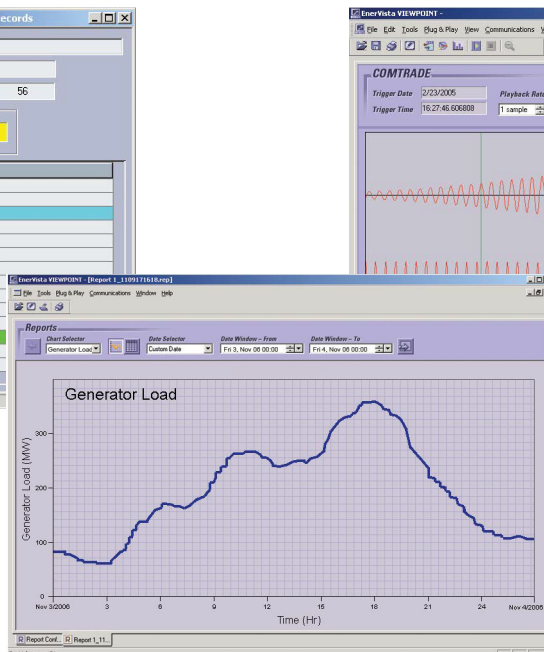 ecords
56
EnerVista VIEWPOINT -
File Edit Tools Plug & Play View Communications
COMTRADE
Trigger Date 2/23/2005 Playback Rate
Trigger Time 16:27:46.606808 1 sample
EnerVista VIEWPOINT - [Report 1_1109171618.rep]
File Tools Plug & Play Communications Window Help
Reports
Chart Selector Data Selector Data Window - From Data Window - To
Generator Load Custom Date Fri 3, Nov 06 00:00 Fri 4, Nov 06 00:00
Generator Load
Generator Load (MW)
300
200
100
0
Nov 3/2006 3 6 9 12 15 18 21 24 Nov 4/2006
Time (Hr)
Report Conf... Report 1_11...